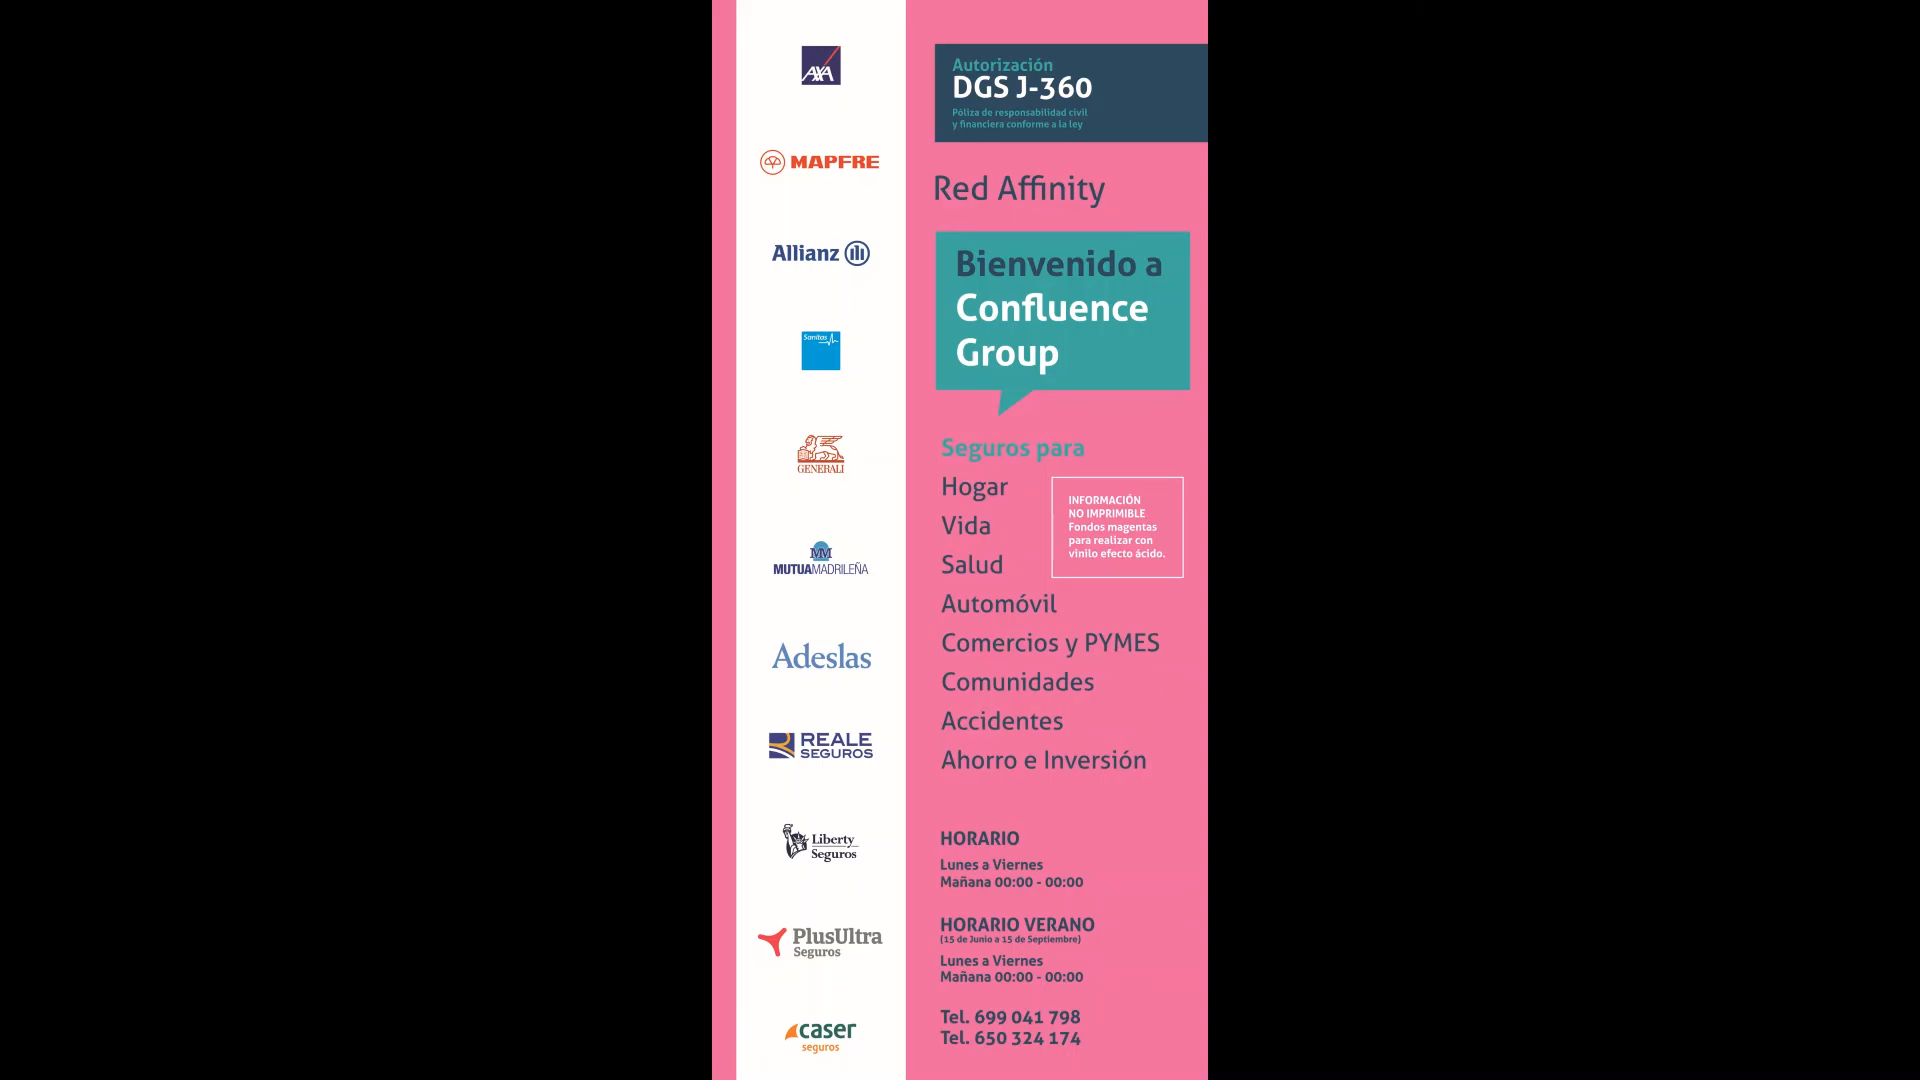 AXA
MAPFRE
Allianz
Sanitas
GENERALI
MM
MUTUAMADRILEÑA
Adeslas
REALE
SEGUROS
Liberty
Seguros
PlusUltra
Seguros
caser
seguros
Autorización
DGS J-360
Póliza de responsabilidad civil
y financiera conforme a la ley
Red Affinity
Bienvenido a
Confluence
Group
Seguros para
Hogar
Vida
Salud
Automóvil
Comercios y PYMES
Comunidades
Accidentes
Ahorro e Inversión
INFORMACIÓN
NO IMPRIMIBLE
Fondos magentas
para realizar con
vinilo efecto ácido.
HORARIO
Lunes a Viernes
Mañana 00:00 - 00:00
HORARIO VERANO
(15 de Junio a 15 de Septiembre)
Lunes a Viernes
Mañana 00:00 - 00:00
Tel. 699 041 798
Tel. 650 324 174